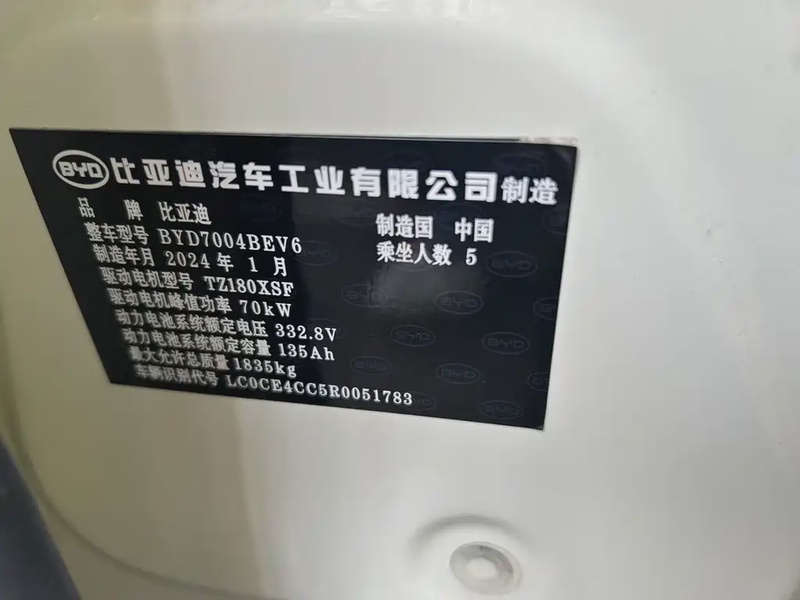 BYD 比亚迪汽车工业有限公司制造
品 牌 比亚迪
制造国 中国
整车型号 BYD7004BEV6
乘坐人数 5
制造年月 2024 年 1 月
驱动电机型号 TZ180XSF
驱动电机峰值功率 70kW
动力电池系统额定电压 332.8V
动力电池系统额定容量 135Ah
最大允许总质量 1835kg
车辆识别代号 LC0CE4CC5R0051783